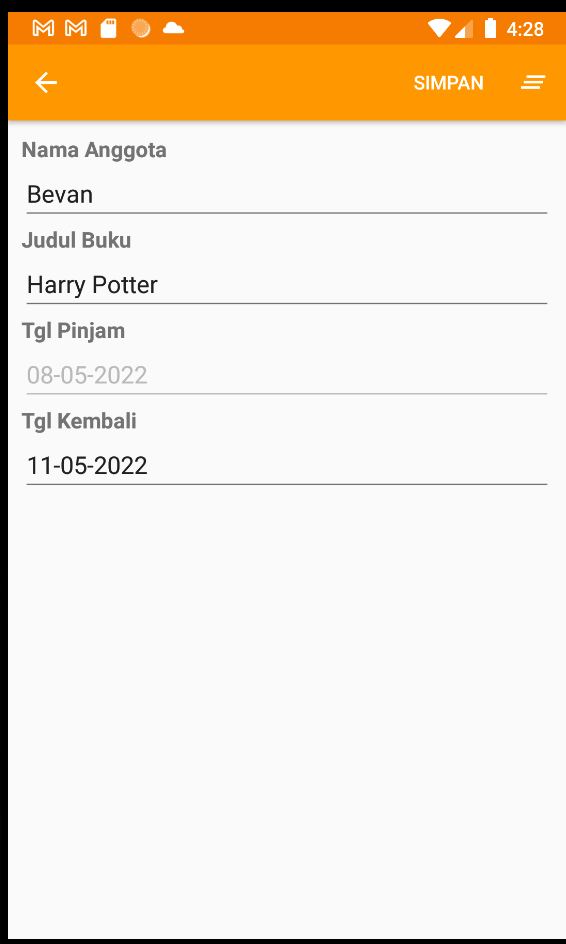 4:28
SIMPAN
Nama Anggota
Bevan
Judul Buku
Harry Potter
Tgl Pinjam
08-05-2022
Tgl Kembali
11-05-2022